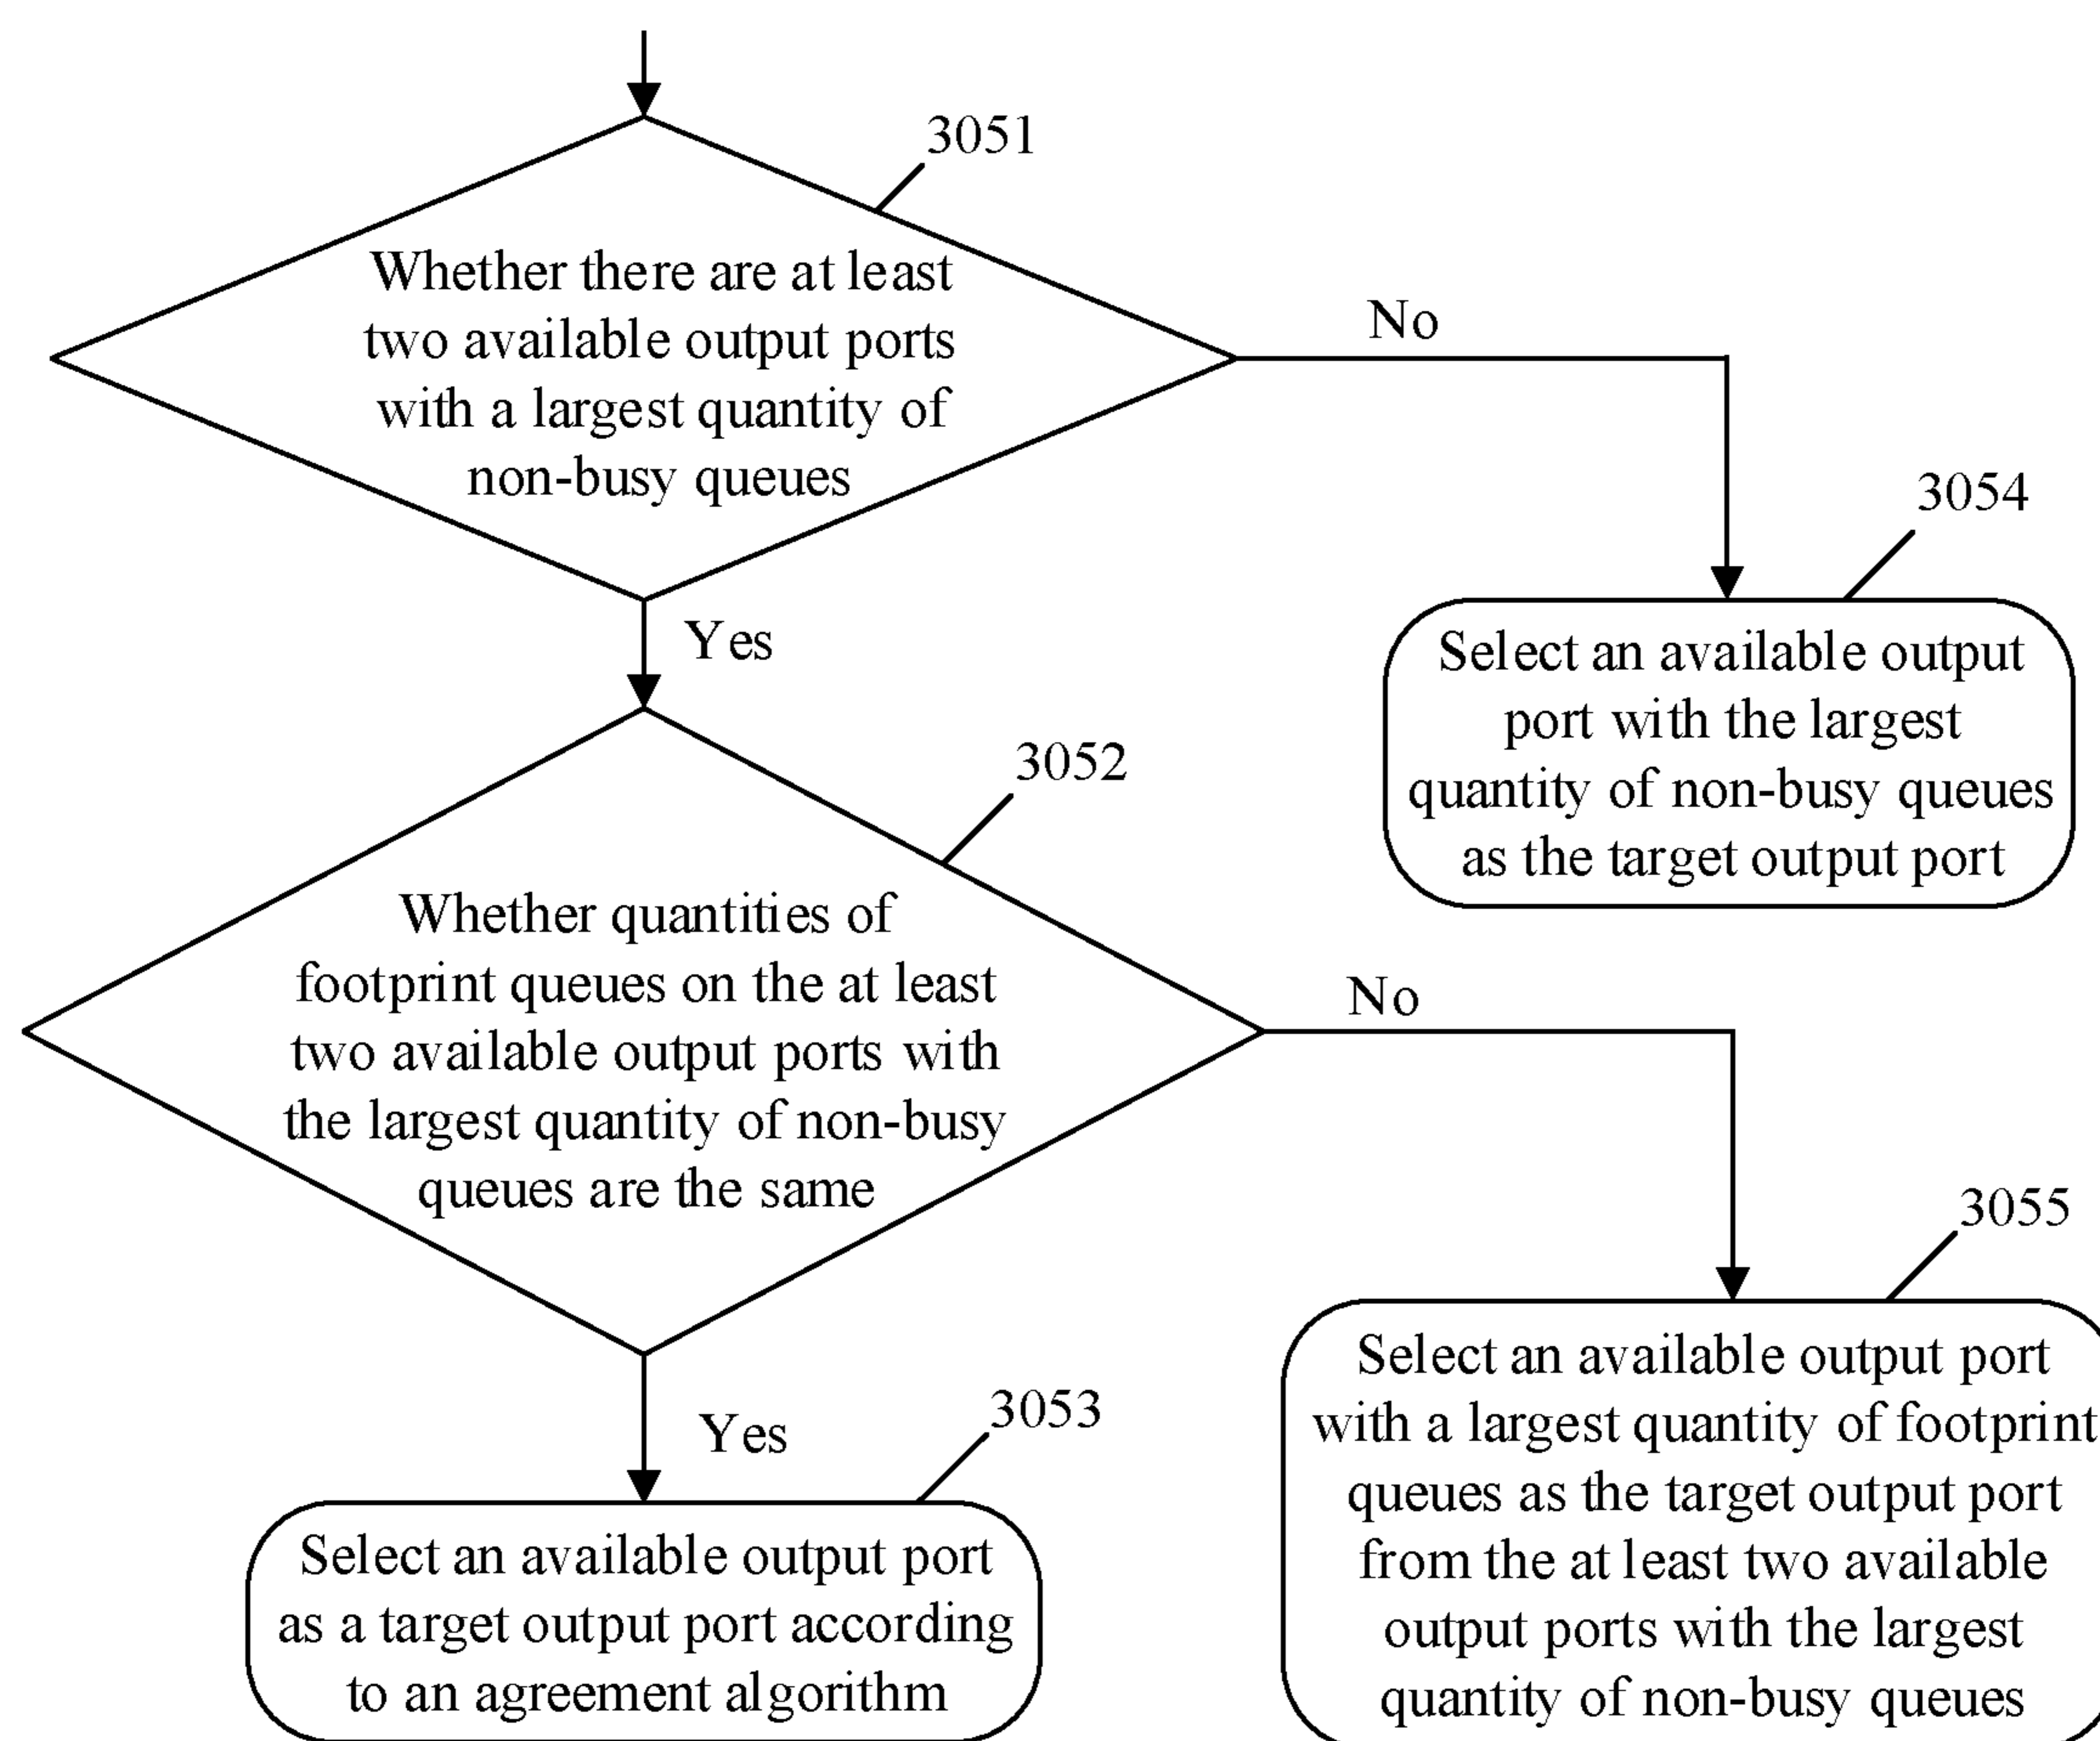 3051
Whether there are at least
two available output ports
with a largest quantity of
non-busy queues
No
Yes
3054
Select an available output
port with the largest
quantity of non-busy queues
as the target output port
3052
Whether quantities of
footprint queues on the at least
two available output ports with
the largest quantity of non-busy
queues are the same
No
Yes
3053
Select an available output port
as a target output port according
to an agreement algorithm
3055
Select an available output port
with a largest quantity of footprint
queues as the target output port
from the at least two available
output ports with the largest
quantity of non-busy queues